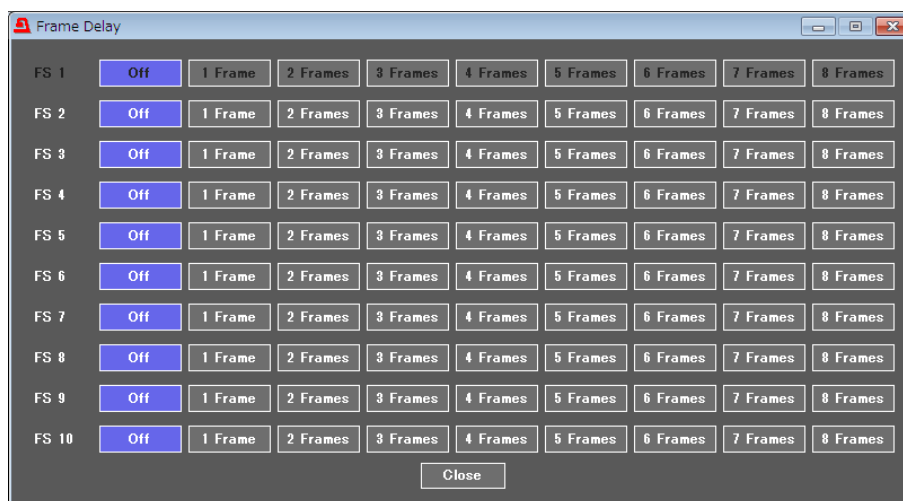 Frame Delay
FS 1 Off 1 Frame 2 Frames 3 Frames 4 Frames 5 Frames 6 Frames 7 Frames 8 Frames
FS 2 Off 1 Frame 2 Frames 3 Frames 4 Frames 5 Frames 6 Frames 7 Frames 8 Frames
FS 3 Off 1 Frame 2 Frames 3 Frames 4 Frames 5 Frames 6 Frames 7 Frames 8 Frames
FS 4 Off 1 Frame 2 Frames 3 Frames 4 Frames 5 Frames 6 Frames 7 Frames 8 Frames
FS 5 Off 1 Frame 2 Frames 3 Frames 4 Frames 5 Frames 6 Frames 7 Frames 8 Frames
FS 6 Off 1 Frame 2 Frames 3 Frames 4 Frames 5 Frames 6 Frames 7 Frames 8 Frames
FS 7 Off 1 Frame 2 Frames 3 Frames 4 Frames 5 Frames 6 Frames 7 Frames 8 Frames
FS 8 Off 1 Frame 2 Frames 3 Frames 4 Frames 5 Frames 6 Frames 7 Frames 8 Frames
FS 9 Off 1 Frame 2 Frames 3 Frames 4 Frames 5 Frames 6 Frames 7 Frames 8 Frames
FS 10 Off 1 Frame 2 Frames 3 Frames 4 Frames 5 Frames 6 Frames 7 Frames 8 Frames
Close